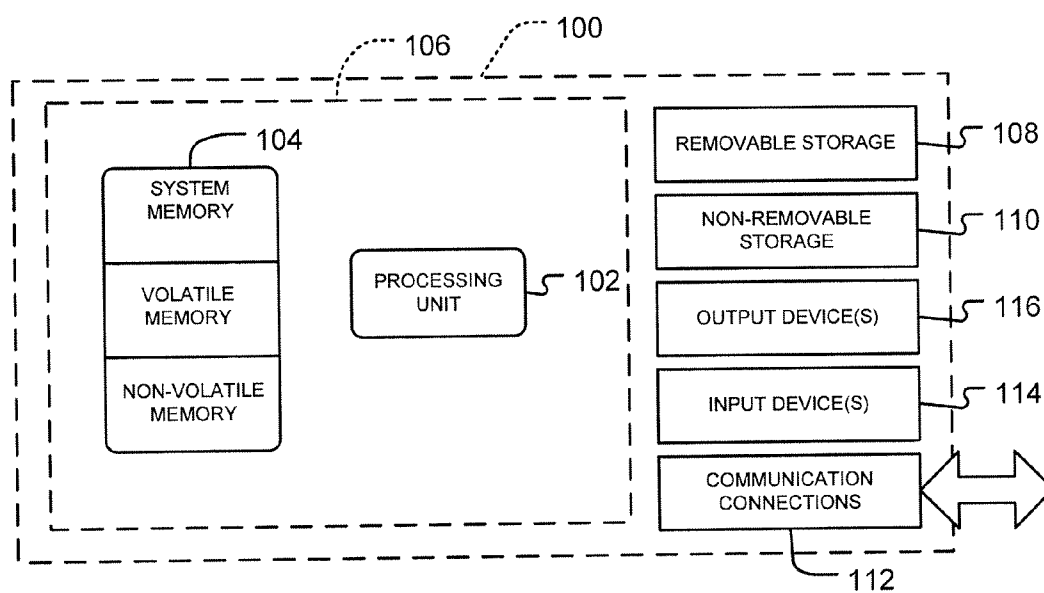 100
106
104
SYSTEM
MEMORY
VOLATILE
MEMORY
NON-VOLATILE
MEMORY
PROCESSING
UNIT
102
REMOVABLE STORAGE
108
NON-REMOVABLE
STORAGE
110
OUTPUT DEVICE(S)
116
INPUT DEVICE(S)
114
COMMUNICATION
CONNECTIONS
112